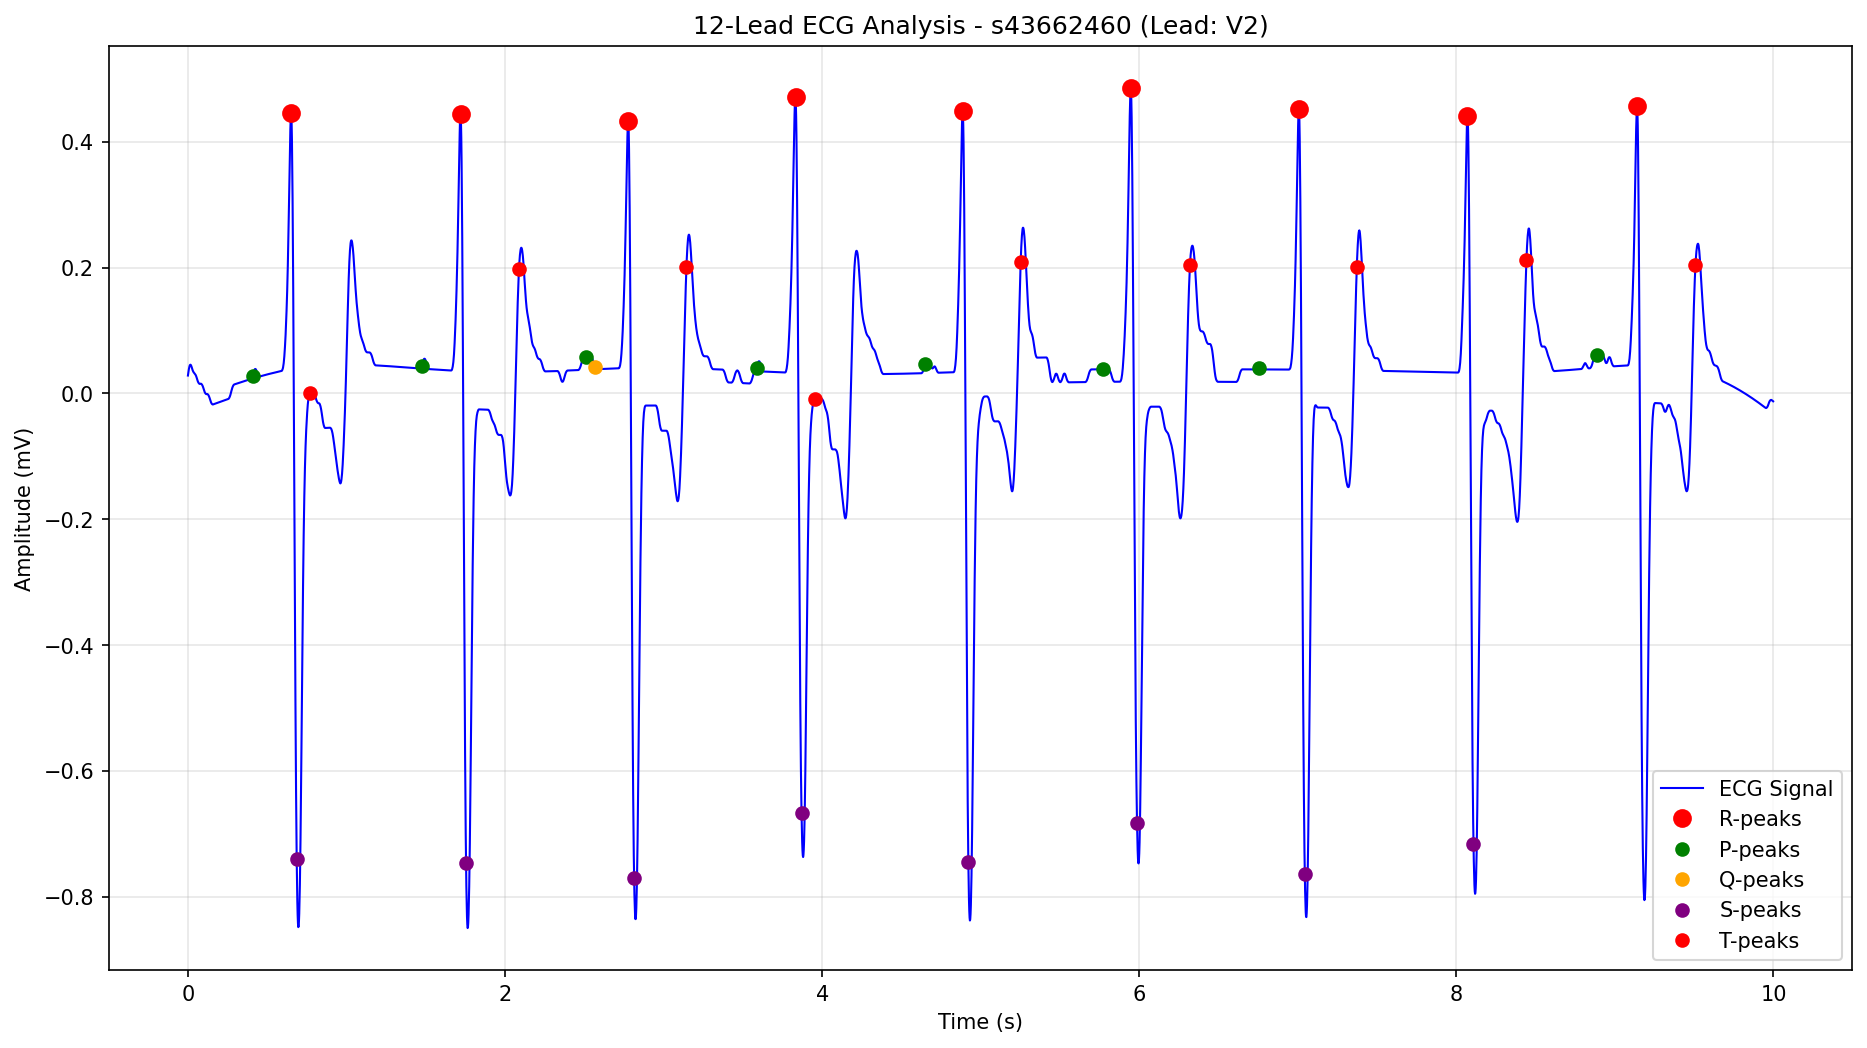 12-Lead ECG Analysis - s43662460 (Lead: V2)
Amplitude (mV)
0.4
0.2
0.0
−0.2
−0.4
−0.6
−0.8
0 2 4 6 8 10
Time (s)
ECG Signal
R-peaks
P-peaks
Q-peaks
S-peaks
T-peaks